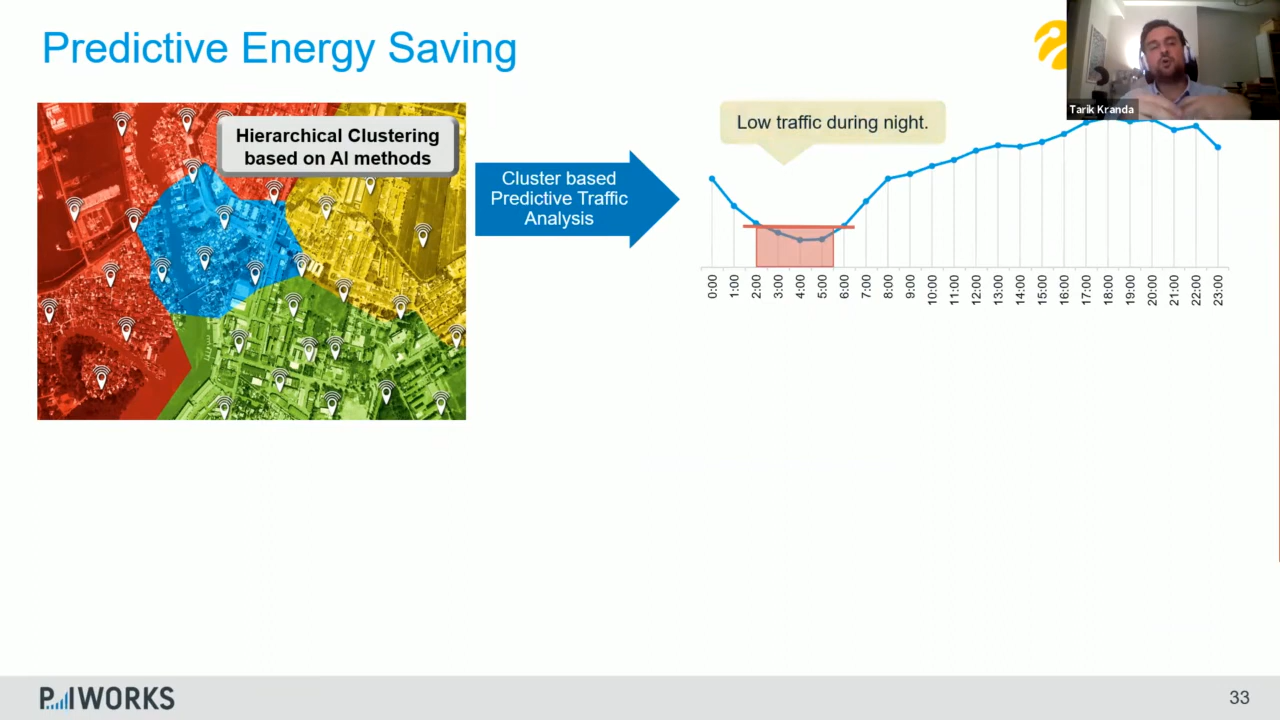 Predictive Energy Saving
Tarik Kranda
Hierarchical Clustering
based on AI methods
Cluster based
Predictive Traffic
Analysis
Low traffic during night.
0:00
1:00
2:00
3:00
4:00
5:00
6:00
7:00
8:00
9:00
10:00
11:00
12:00
13:00
14:00
15:00
16:00
17:00
18:00
19:00
20:00
21:00
22:00
23:00
P.I WORKS
33